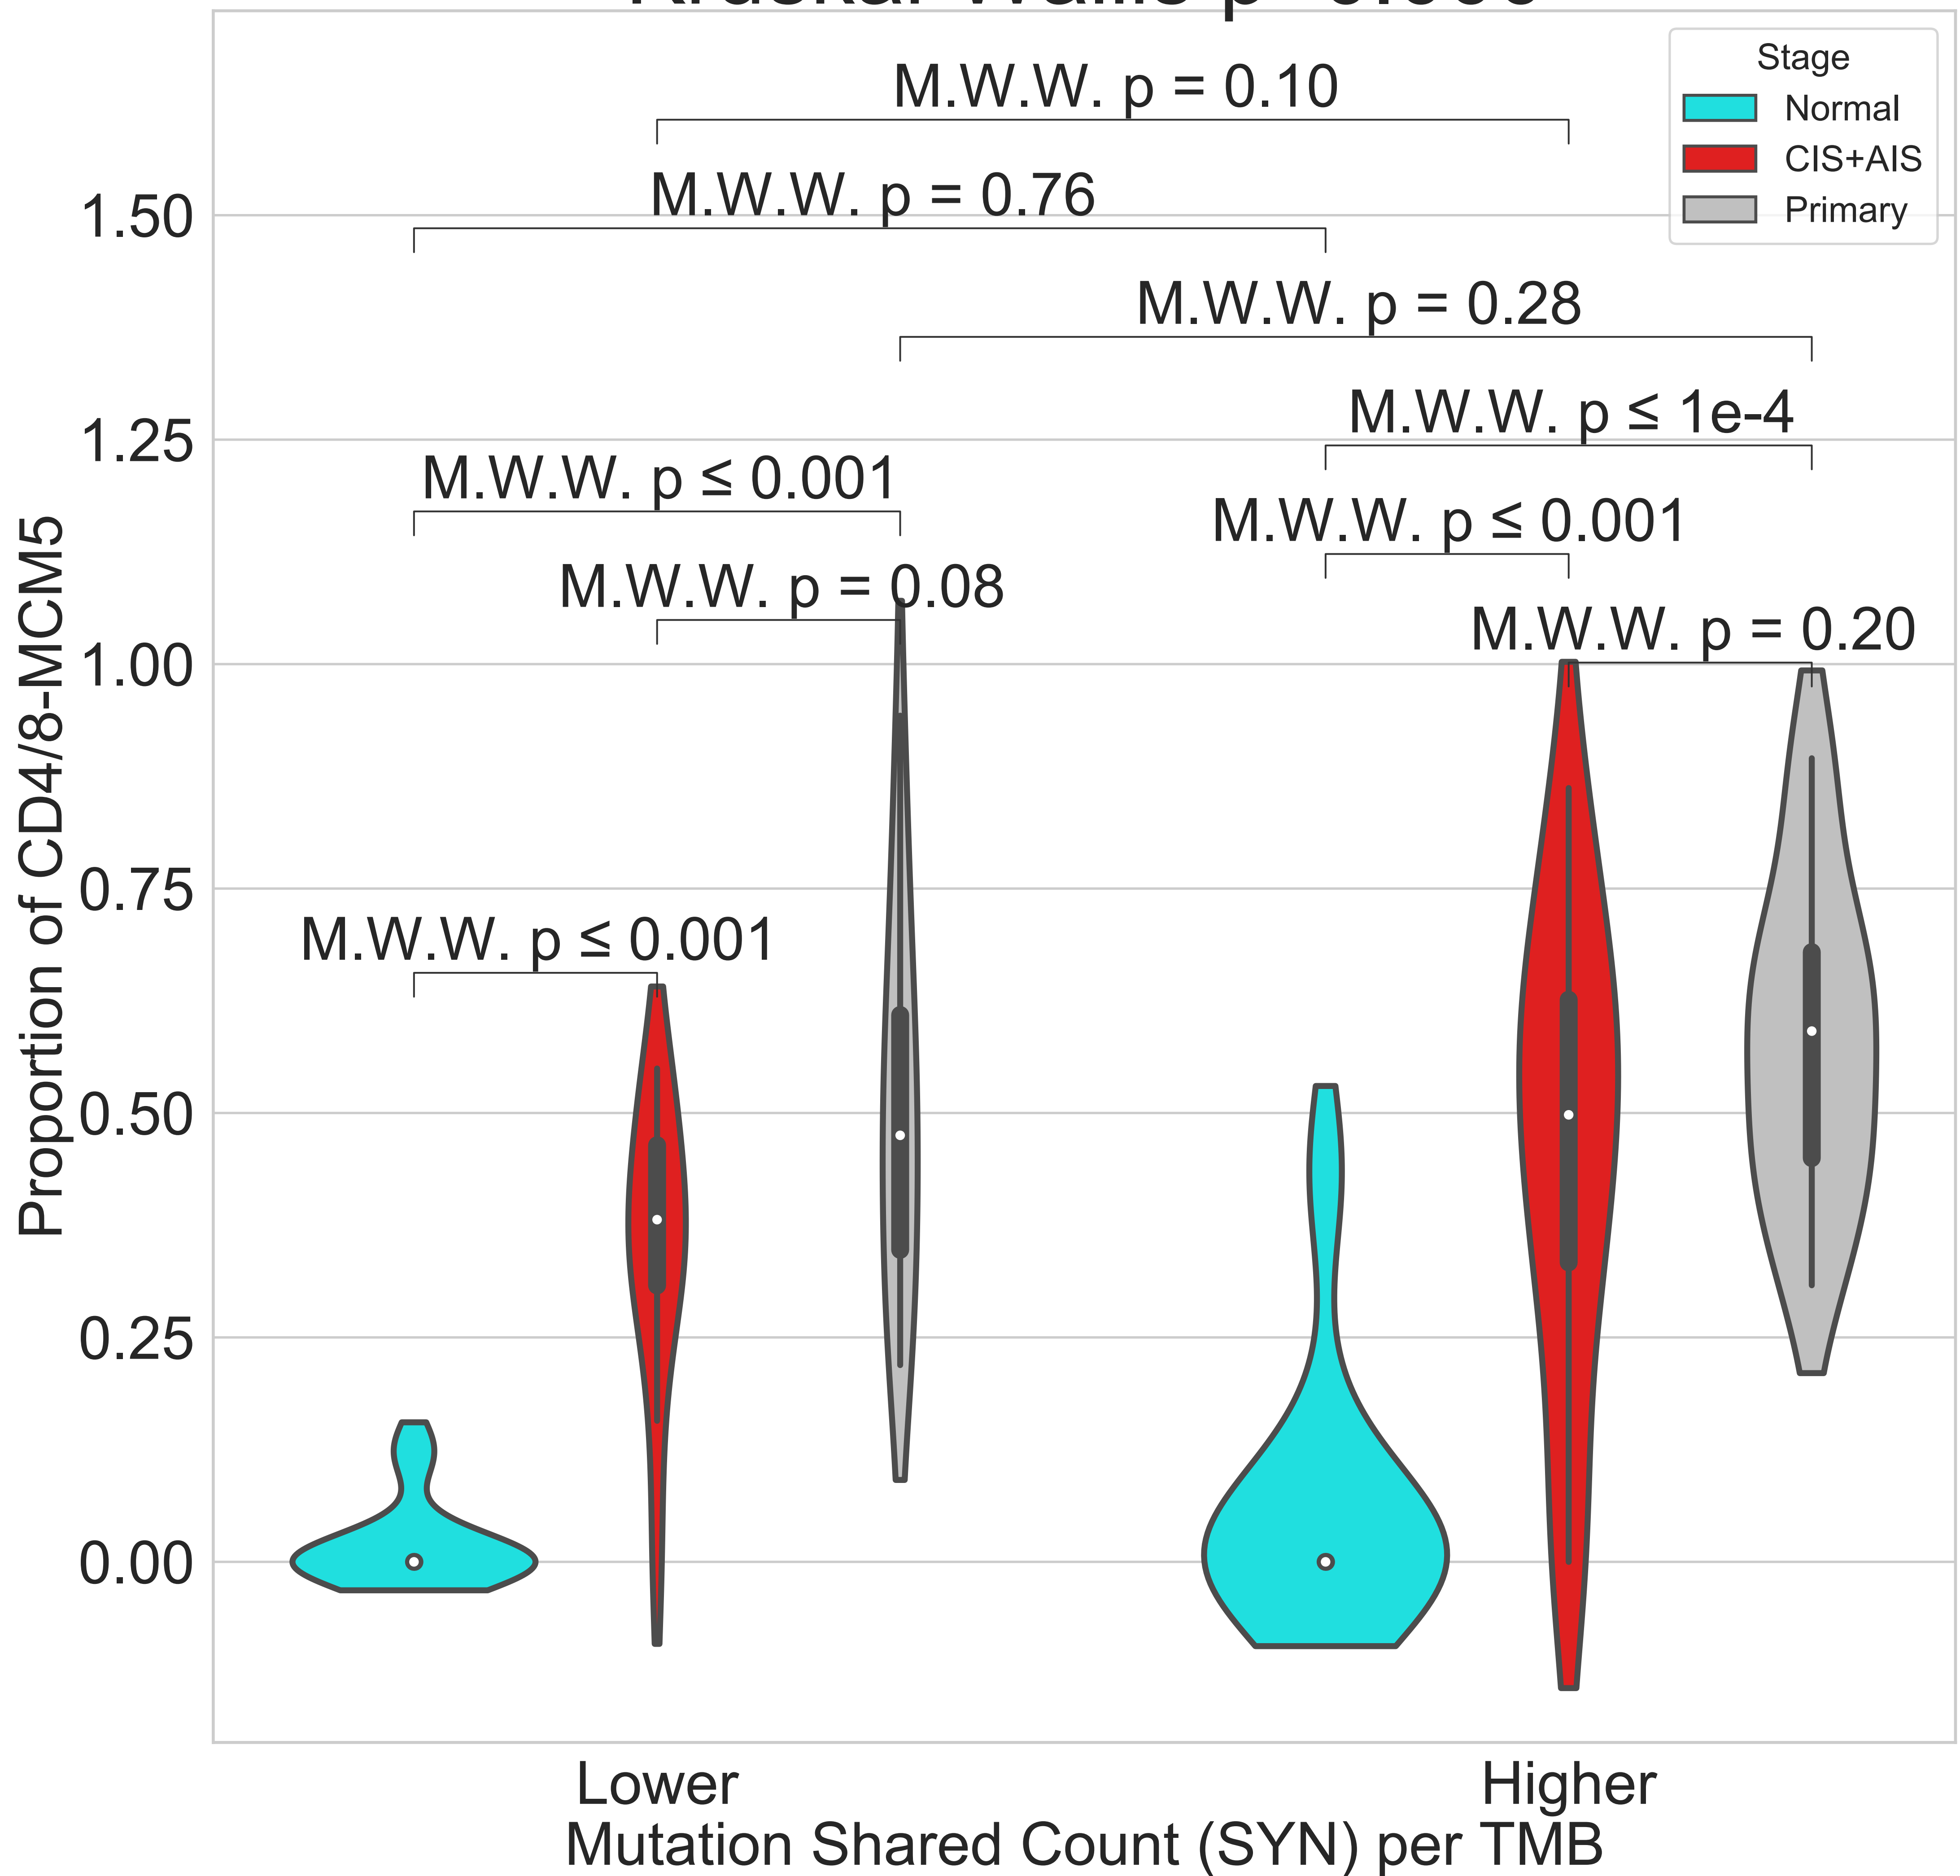 M.W.W. p = 0.10
Stage
Normal
CIS+AIS
Primary
M.W.W. p = 0.76
1.50
M.W.W. p = 0.28
M.W.W. p ≤ 1e-4
1.25
M.W.W. p ≤ 0.001
M.W.W. p ≤ 0.001
M.W.W. p = 0.08
M.W.W. p = 0.20
1.00
0.75
M.W.W. p ≤ 0.001
0.50
0.25
0.00
Proportion of CD4/8-MCM5
Lower
Higher
Mutation Shared Count (SYN) per TMB